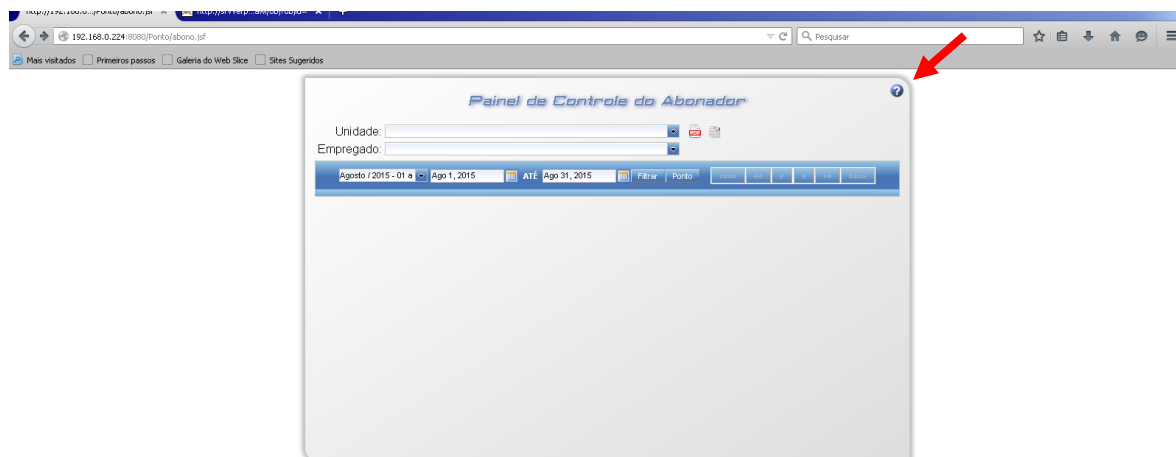 192.168.0.224:8080/Ponto/abono.jsf
Pesquisar
Mais visitados Primeiros passos Galeria do Web Slice Sites Sugeridos
Painel de Controle do Abonador
Unidade:
PDF
Empregado:
Agosto / 2015 - 01 a Ago 1, 2015 ATÉ Ago 31, 2015 Filtrar Ponto <<<< << < > >> >>>>